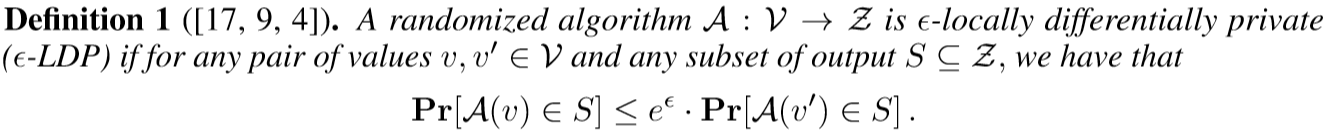 Definition 1 ([17, 9, 4]). A randomized algorithm 𝒜 : 𝒱 → 𝒵 is ϵ-locally differentially private
(ϵ-LDP) if for any pair of values v, v′ ∈ 𝒱 and any subset of output S ⊆ 𝒵, we have that
Pr[𝒜(v) ∈ S] ≤ e^ϵ · Pr[𝒜(v′) ∈ S] .